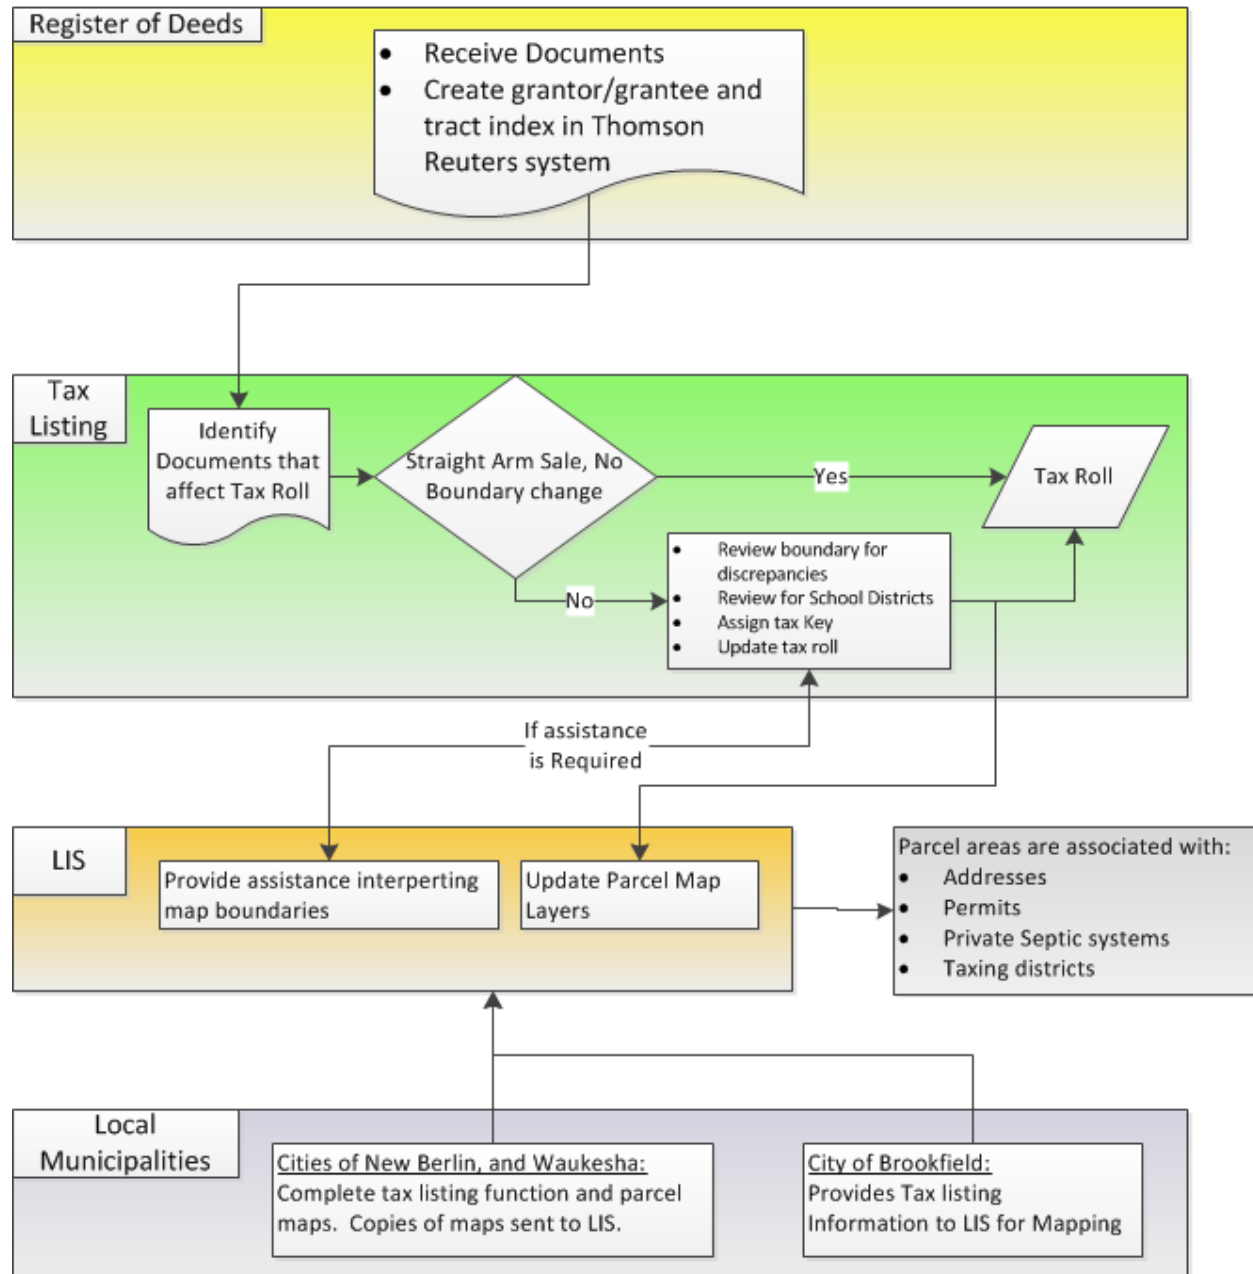 Register of Deeds
• Receive Documents
• Create grantor/grantee and
tract index in Thomson
Reuters system
Tax
Listing
Identify
Documents that
affect Tax Roll
Straight Arm Sale, No
Boundary change
Yes
Tax Roll
No
• Review boundary for
discrepancies
• Review for School Districts
• Assign tax Key
• Update tax roll
If assistance
is Required
LIS
Provide assistance interperting
map boundaries
Update Parcel Map
Layers
Parcel areas are associated with:
• Addresses
• Permits
• Private Septic systems
• Taxing districts
Local
Municipalities
Cities of New Berlin, and Waukesha:
Complete tax listing function and parcel
maps. Copies of maps sent to LIS.
City of Brookfield:
Provides Tax listing
Information to LIS for Mapping